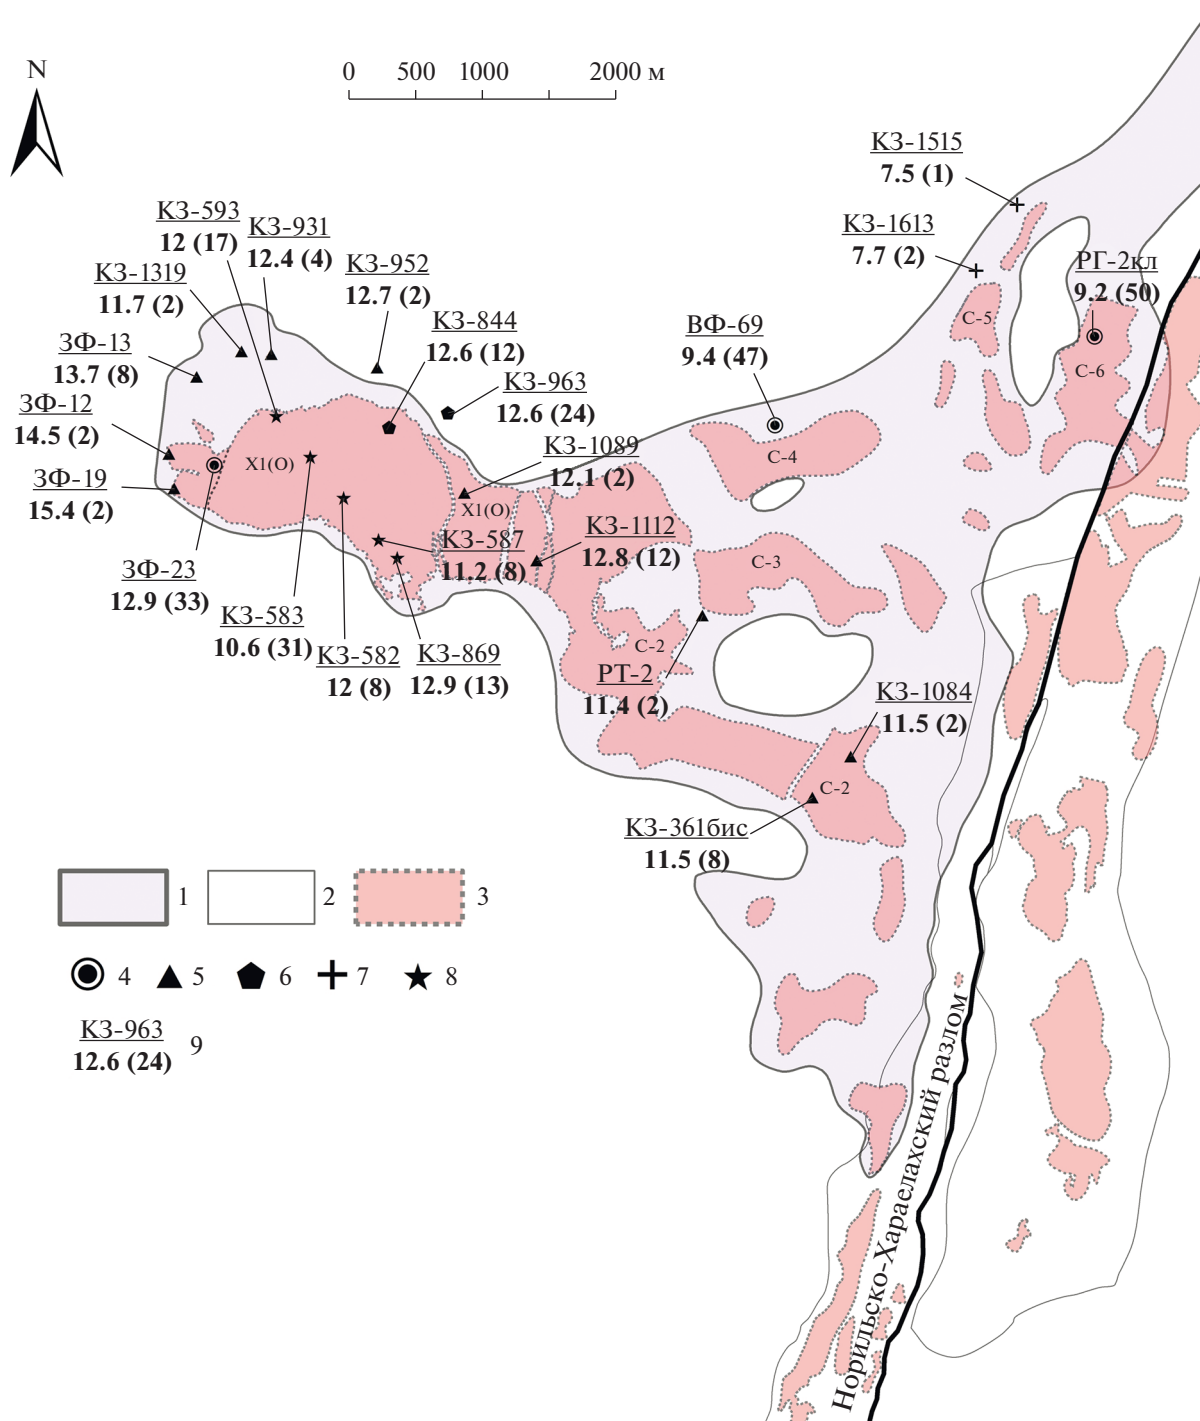 N
0 500 1000 2000 м
КЗ-1515
7.5 (1)
КЗ-1613
7.7 (2)
РГ-2кл
9.2 (50)
КЗ-593
12 (17)
КЗ-931
12.4 (4)
КЗ-952
12.7 (2)
КЗ-1319
11.7 (2)
КЗ-844
12.6 (12)
ВФ-69
9.4 (47)
ЗФ-13
13.7 (8)
КЗ-963
12.6 (24)
ЗФ-12
14.5 (2)
КЗ-1089
12.1 (2)
ЗФ-19
15.4 (2)
Х1(О)
Х1(О)
С-5
С-6
С-4
КЗ-587
11.2 (8)
КЗ-1112
12.8 (12)
С-3
ЗФ-23
12.9 (33)
КЗ-583
10.6 (31)
КЗ-582
12 (8)
КЗ-869
12.9 (13)
С-2
РТ-2
11.4 (2)
КЗ-1084
11.5 (2)
С-2
КЗ-361бис
11.5 (8)
1
2
3
4
5
6
7
8
КЗ-963
12.6 (24)
9
Норильско-Хараелахский разлом